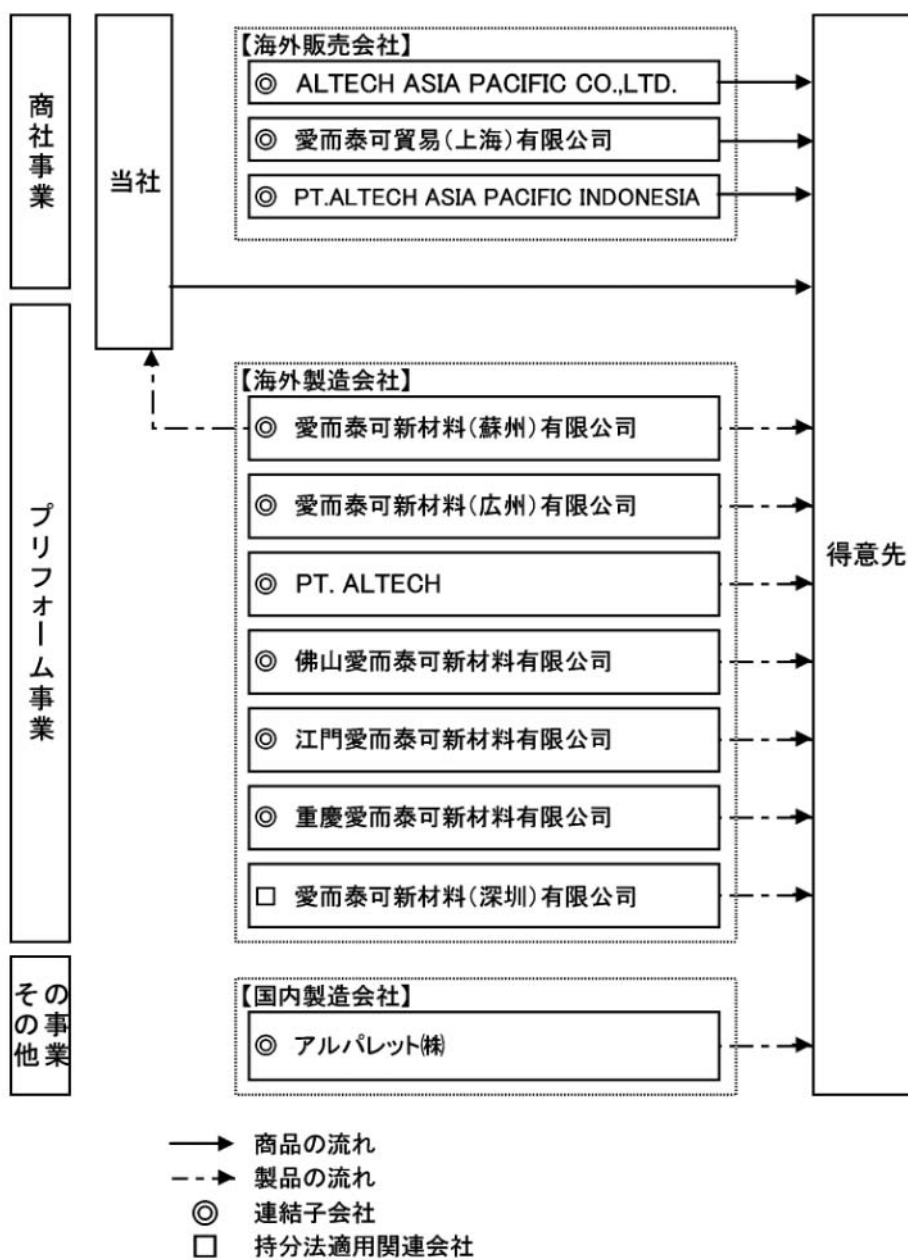 商社事業
当社
【海外販売会社】
◎ ALTECH ASIA PACIFIC CO.,LTD.
◎ 愛而泰可貿易(上海)有限公司
◎ PT.ALTECH ASIA PACIFIC INDONESIA
プリフォーム事業
【海外製造会社】
◎ 愛而泰可新材料(蘇州)有限公司
◎ 愛而泰可新材料(広州)有限公司
◎ PT. ALTECH
◎ 佛山愛而泰可新材料有限公司
◎ 江門愛而泰可新材料有限公司
◎ 重慶愛而泰可新材料有限公司
□ 愛而泰可新材料(深圳)有限公司
得意先
その他
の事業
【国内製造会社】
◎ アルパレット㈱
商品の流れ
製品の流れ
◎ 連結子会社
□ 持分法適用関連会社